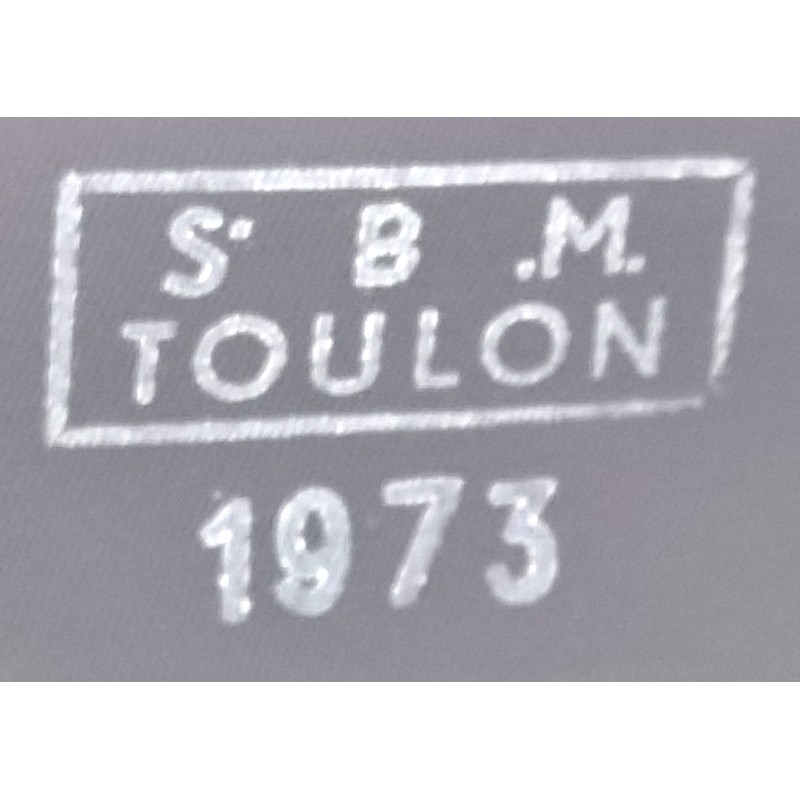 S. B .M.
TOULON
1973